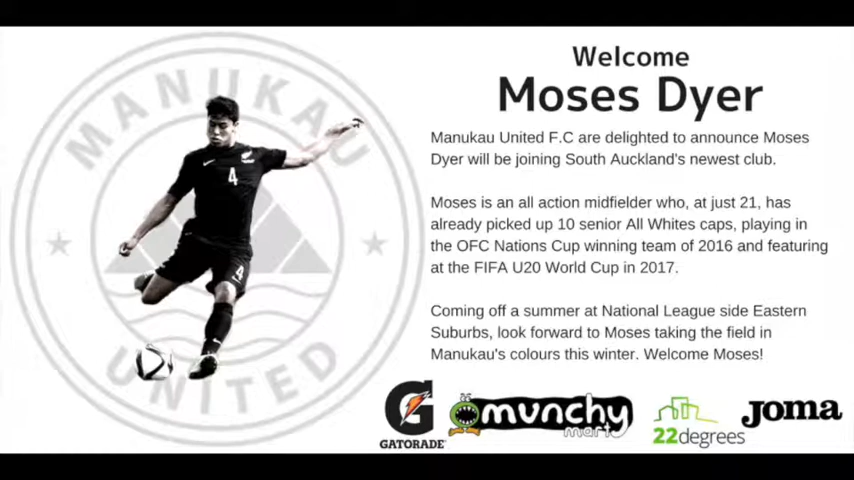 MANUKAU
UNITED
4
4
Welcome
Moses Dyer
Manukau United F.C are delighted to announce Moses
Dyer will be joining South Auckland's newest club.
Moses is an all action midfielder who, at just 21, has
already picked up 10 senior All Whites caps, playing in
the OFC Nations Cup winning team of 2016 and featuring
at the FIFA U20 World Cup in 2017.
Coming off a summer at National League side Eastern
Suburbs, look forward to Moses taking the field in
Manukau's colours this winter. Welcome Moses!
G
GATORADE
munchy
mart
22degrees
Joma